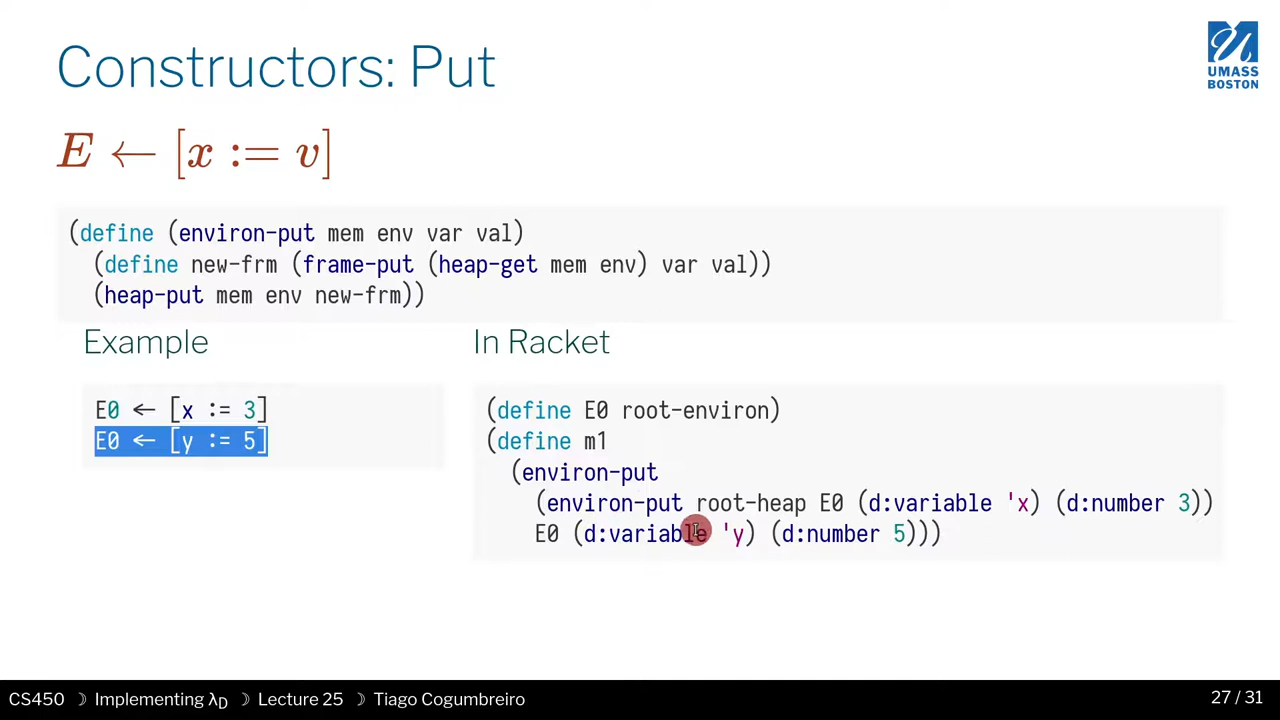 Constructors: Put
UMASS
BOSTON
E ← [x := v]
(define (environ-put mem env var val)
(define new-frm (frame-put (heap-get mem env) var val))
(heap-put mem env new-frm))
Example
E0 ← [x := 3]
E0 ← [y := 5]
In Racket
(define E0 root-environ)
(define m1
(environ-put
(environ-put root-heap E0 (d:variable 'x) (d:number 3))
E0 (d:variable 'y) (d:number 5)))
CS450 ☽ Implementing λD ☽ Lecture 25 ☽ Tiago Cogumbreiro
27 / 31